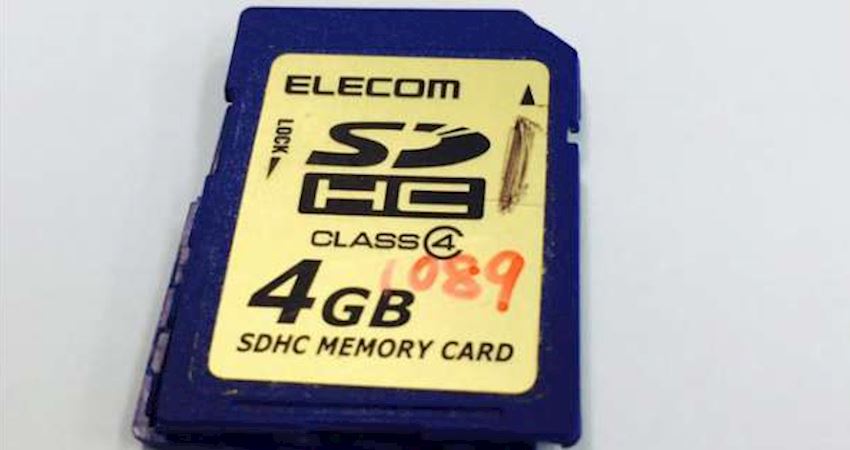 ELECOM
LOCK
SD
HC
CLASS 4
1089
4GB
SDHC MEMORY CARD